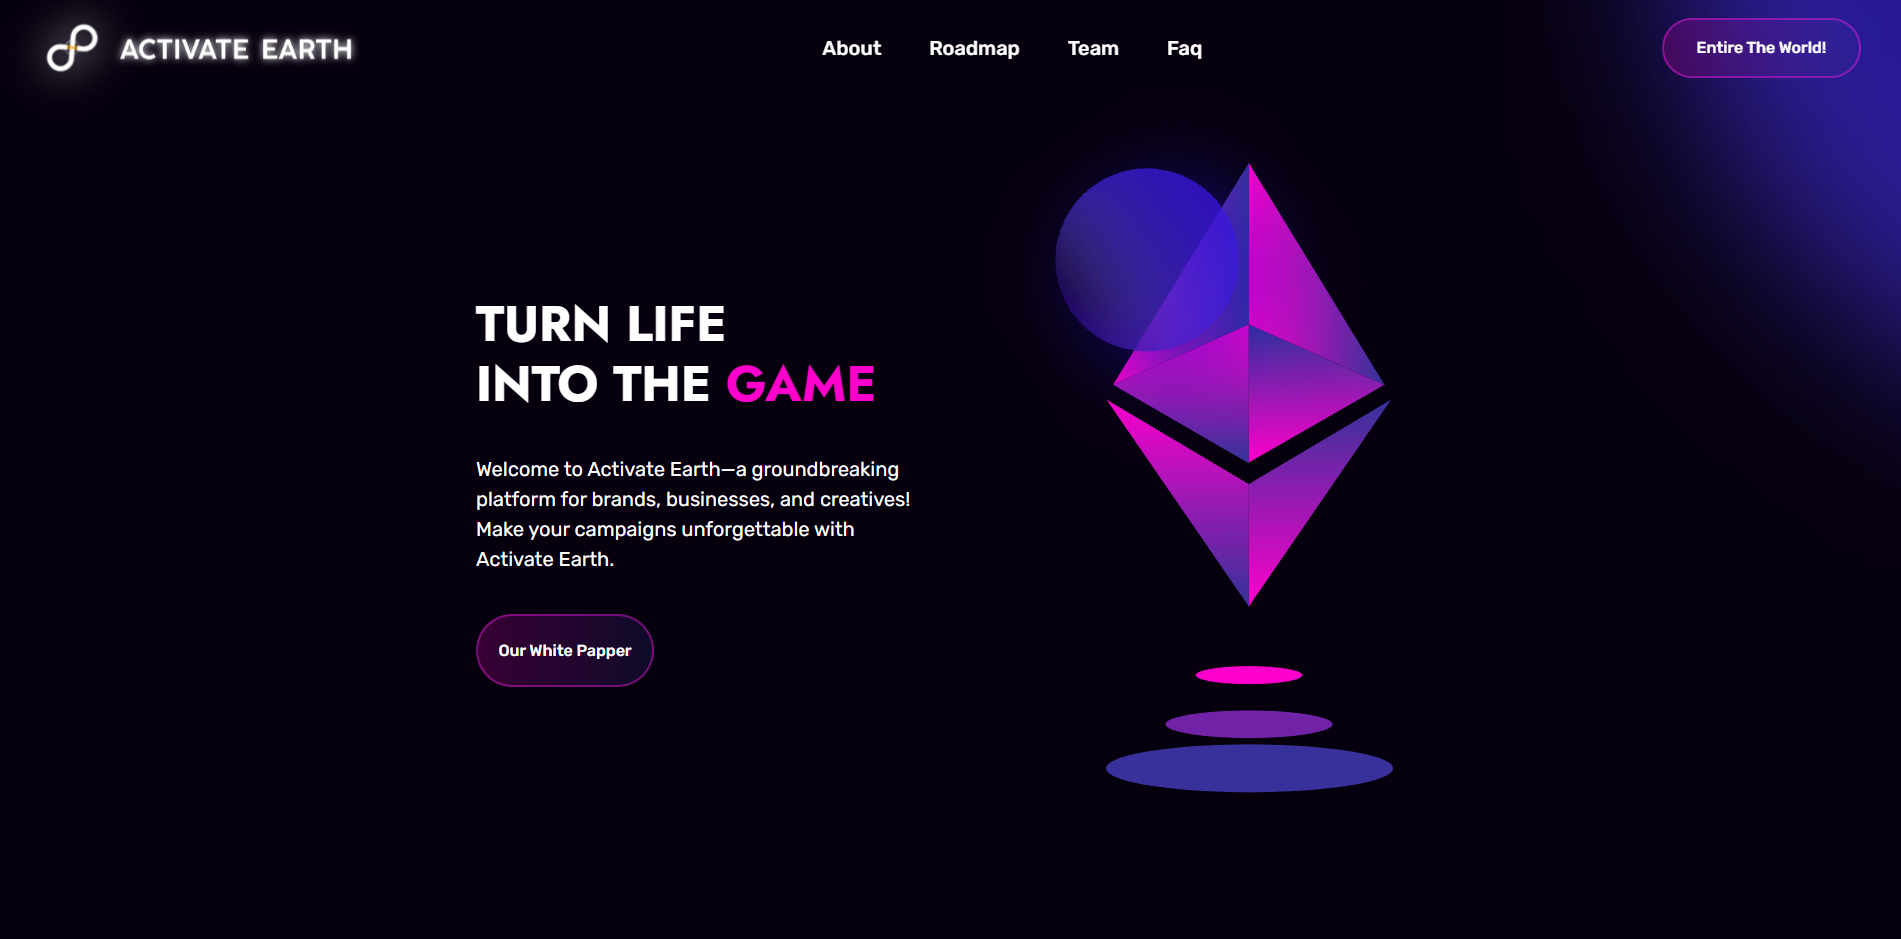 ACTIVATE EARTH
About
Roadmap
Team
Faq
Entire The World!
TURN LIFE
INTO THE GAME
Welcome to Activate Earth—a groundbreaking
platform for brands, businesses, and creatives!
Make your campaigns unforgettable with
Activate Earth.
Our White Papper